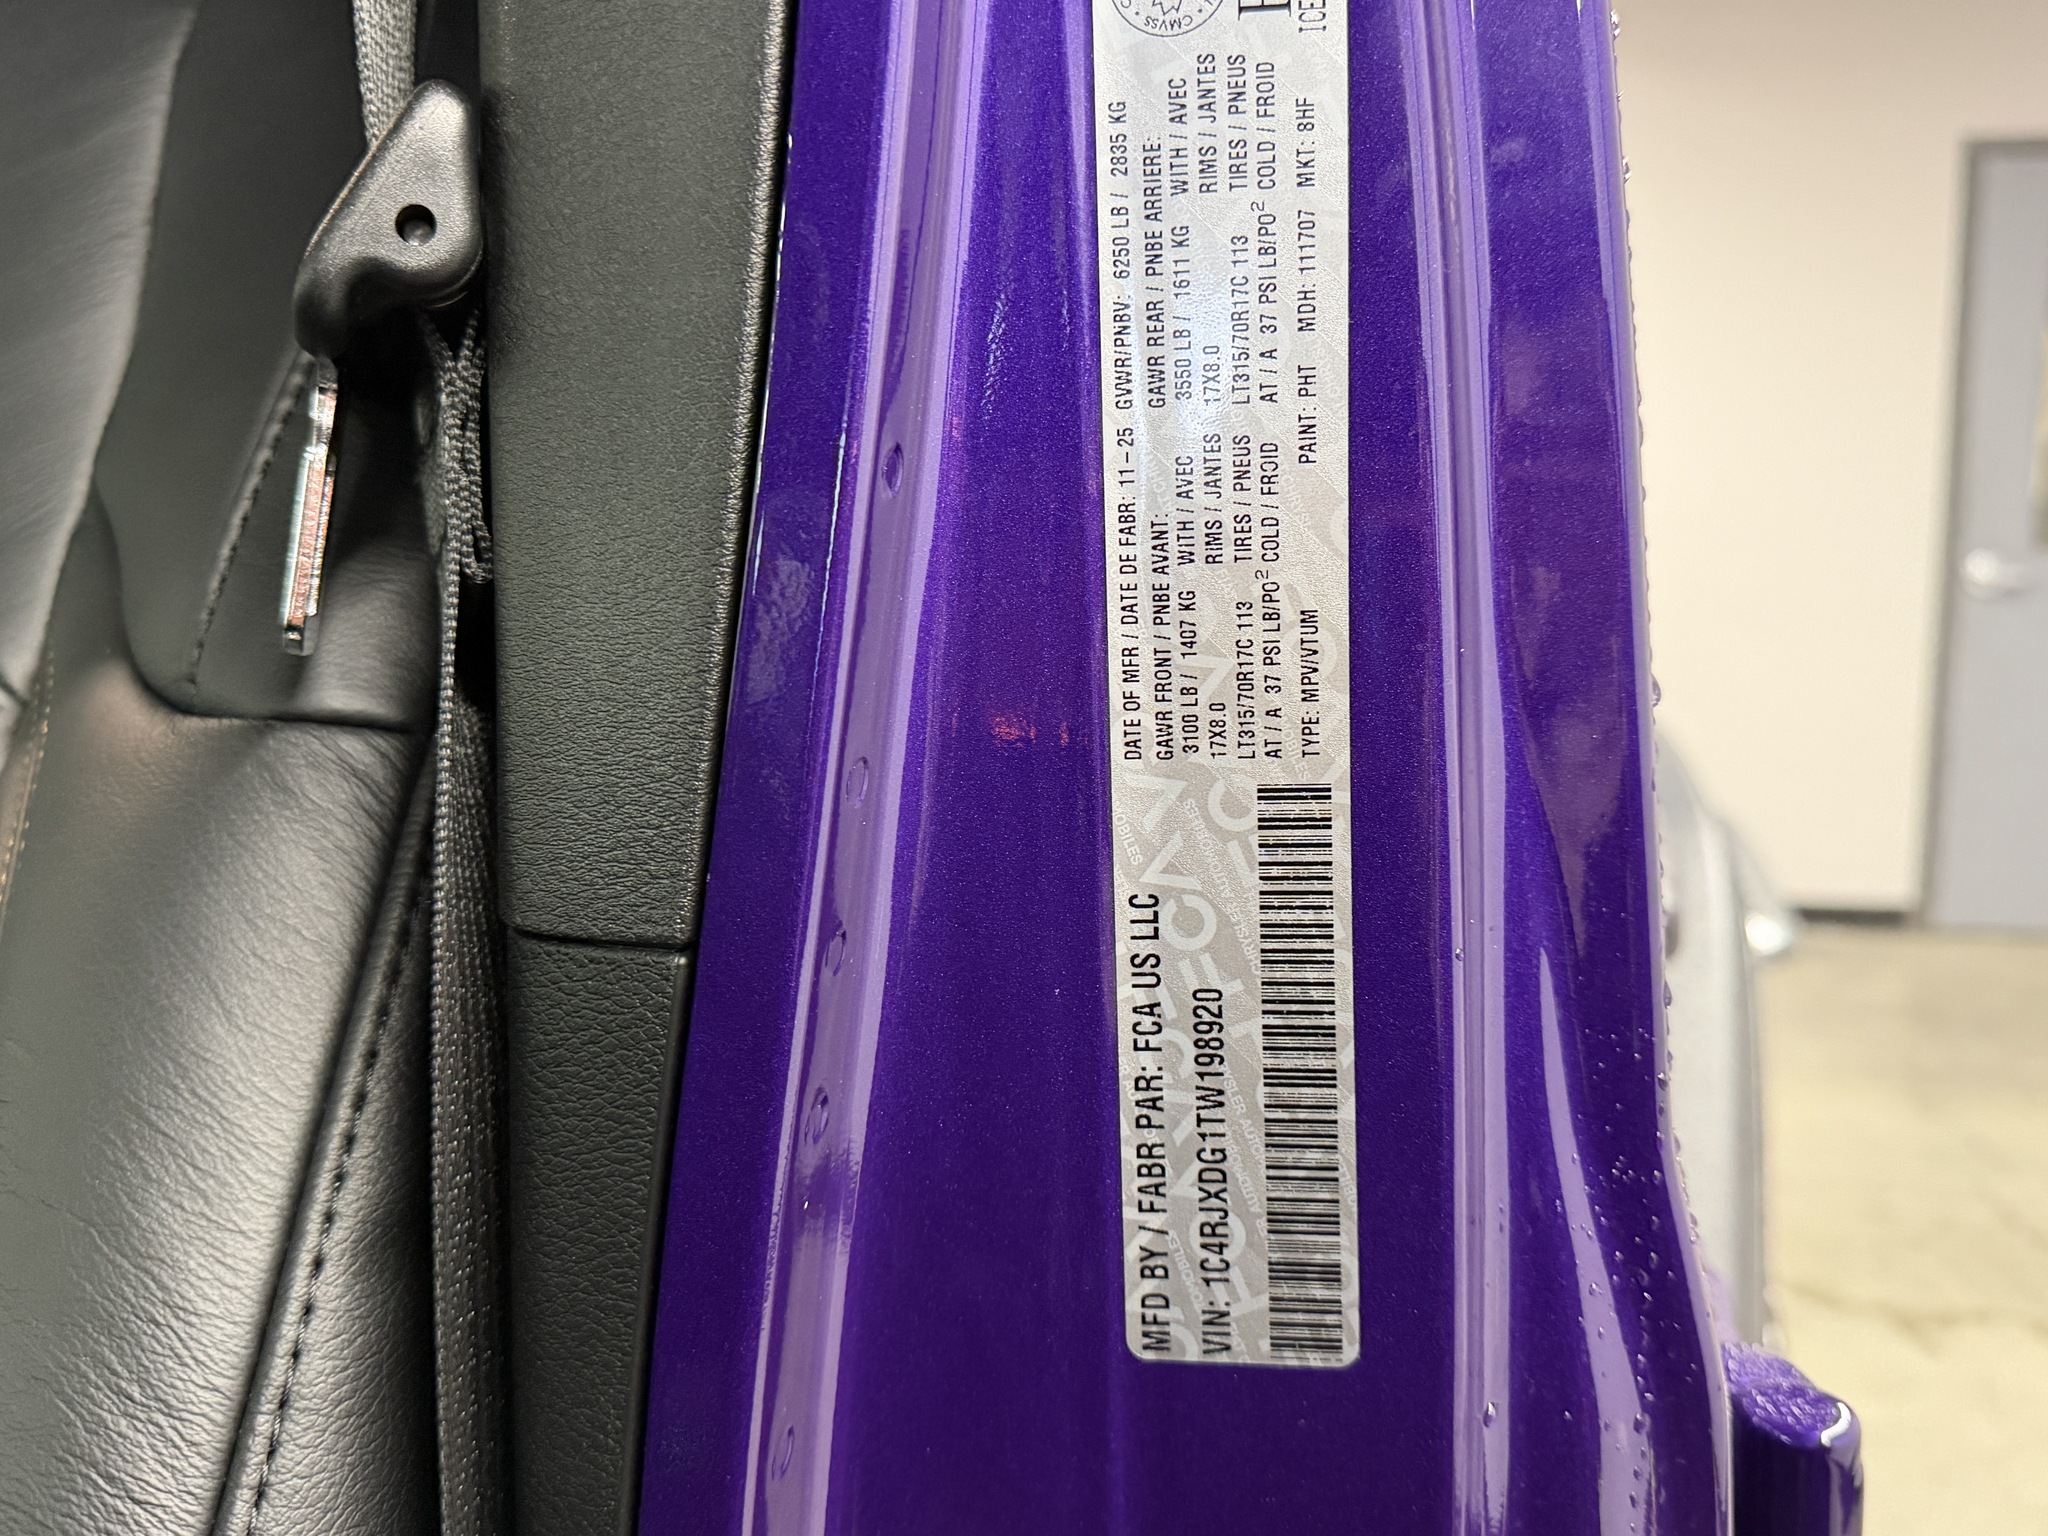 MFD BY / FABR PAR: FCA US LLC
VIN: 1C4RJXDG1TW198920
DATE OF MFR / DATE DE FABR: 11-25 GVWR/PNBV: 6250 LB / 2835 KG
GAWR FRONT / PNBE AVANT: GAWR REAR / PNBE ARRIERE:
3100 LB / 1407 KG WITH / AVEC 3550 LB / 1611 KG WITH / AVEC
17X8.0 RIMS / JANTES 17X8.0 RIMS / JANTES
LT315/70R17C 113 TIRES / PNEUS LT315/70R17C 113 TIRES / PNEUS
AT / A 37 PSI LB/PO² COLD / FROID AT / A 37 PSI LB/PO² COLD / FROID
TYPE: MPV/VTUM PAINT: PHT MDH: 111707 MKT: 8HF
CMVSS